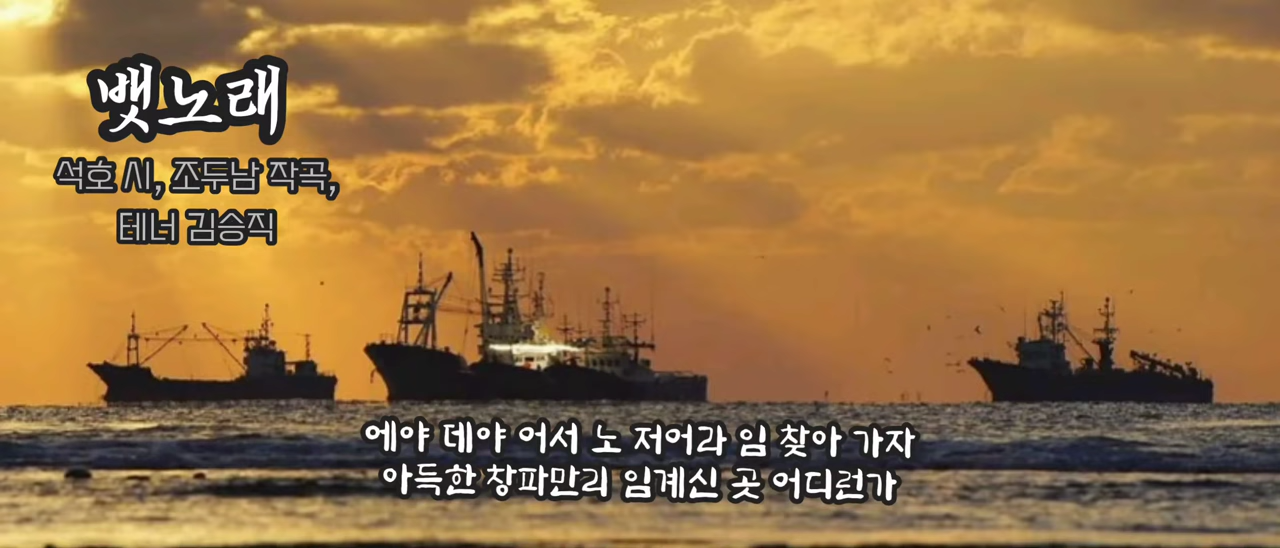 뱃노래
석호 시, 조두남 작곡,
테너 김승직
에야 데야 어서 노 저어라 임 찾아 가자
아득한 창파만리 임계신 곳 어디런가